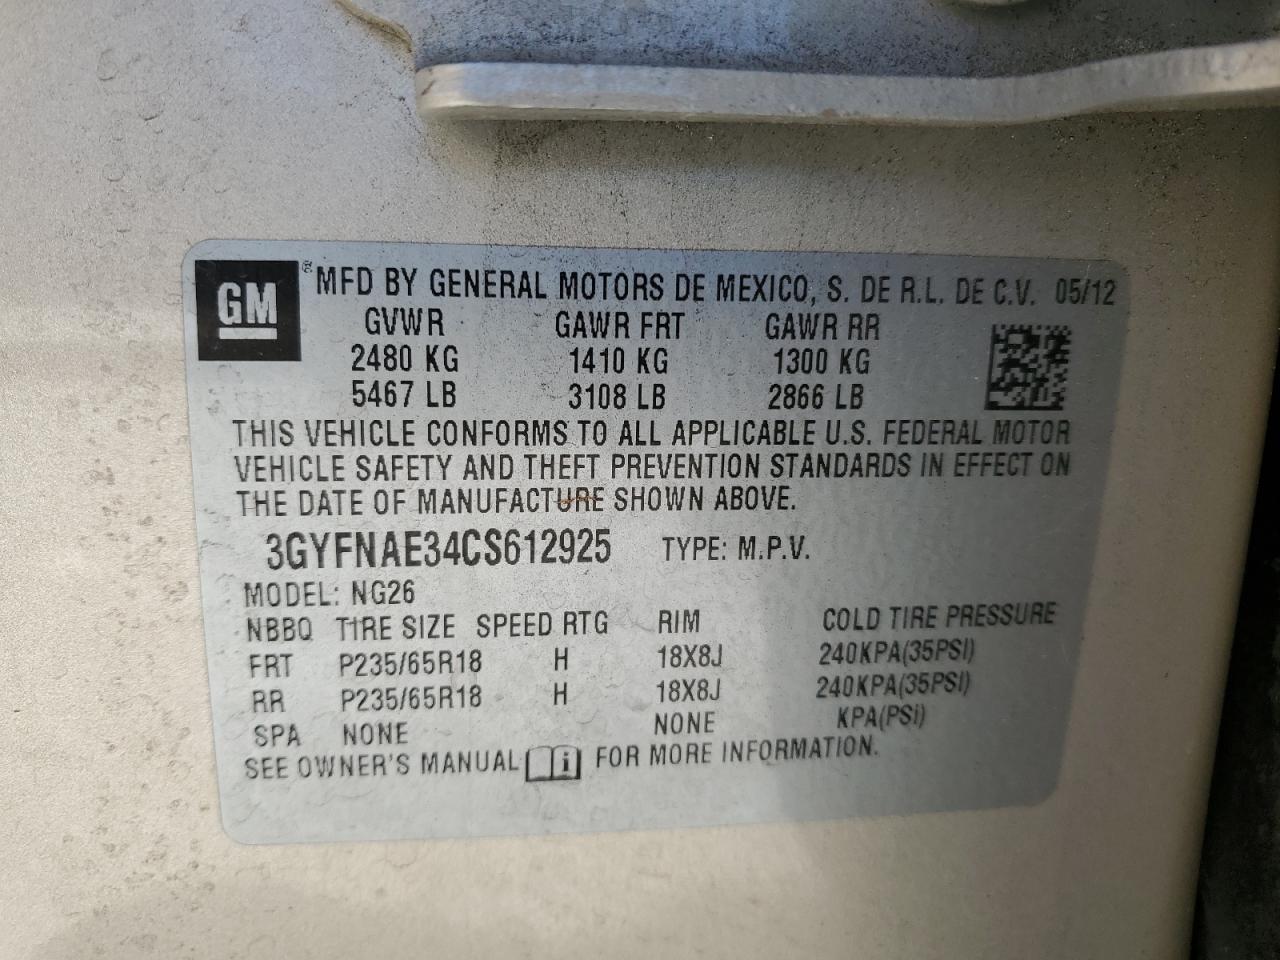 GM ® MFD BY GENERAL MOTORS DE MEXICO, S. DE R.L. DE C.V. 05/12
GVWR GAWR FRT GAWR RR
2480 KG 1410 KG 1300 KG
5467 LB 3108 LB 2866 LB
THIS VEHICLE CONFORMS TO ALL APPLICABLE U.S. FEDERAL MOTOR
VEHICLE SAFETY AND THEFT PREVENTION STANDARDS IN EFFECT ON
THE DATE OF MANUFACTURE SHOWN ABOVE.
3GYFNAE34CS612925 TYPE: M.P.V.
MODEL: NG26
NBBQ TIRE SIZE SPEED RTG RIM COLD TIRE PRESSURE
FRT P235/65R18 H 18X8J 240KPA(35PSI)
RR P235/65R18 H 18X8J 240KPA(35PSI)
SPA NONE NONE KPA(PSI)
SEE OWNER'S MANUAL i FOR MORE INFORMATION.